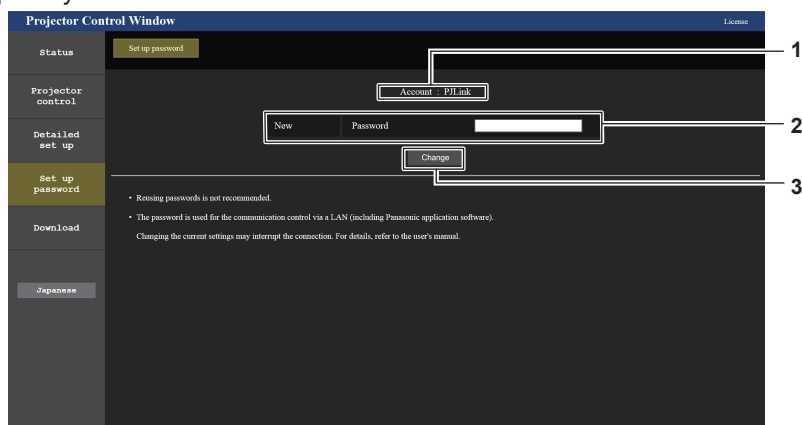 Projector Control Window
License
Status
Set up password
1
Projector
control
Account : PJLink
New Password
2
Detailed
set up
Change
Set up
password
3
• Reusing passwords is not recommended.
• The password is used for the communication control via a LAN (including Panasonic application software).
Changing the current settings may interrupt the connection. For details, refer to the user's manual.
Download
Japanese